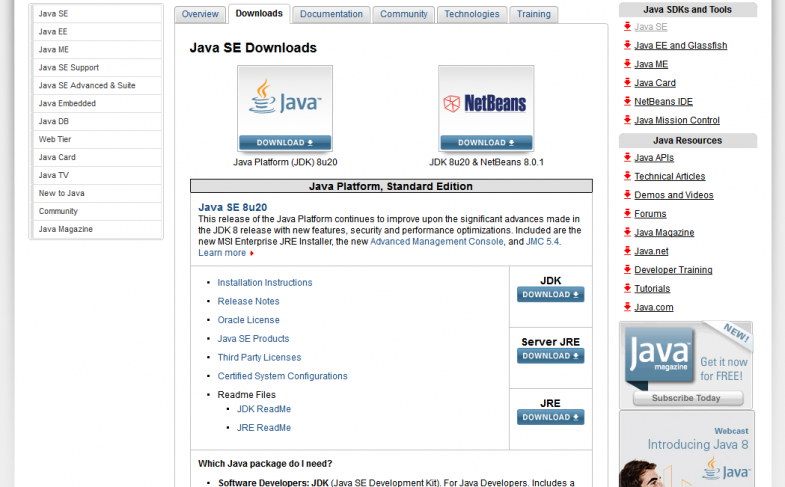 Java SE
Java EE
Java ME
Java SE Support
Java SE Advanced & Suite
Java Embedded
Java DB
Web Tier
Java Card
Java TV
New to Java
Community
Java Magazine
Overview
Downloads
Documentation
Community
Technologies
Training
Java SE Downloads
Java™
DOWNLOAD
Java Platform (JDK) 8u20
NetBeans
DOWNLOAD
JDK 8u20 & NetBeans 8.0.1
Java Platform, Standard Edition
Java SE 8u20
This release of the Java Platform continues to improve upon the significant advances made in
the JDK 8 release with new features, security and performance optimizations. Included are the
new MSI Enterprise JRE Installer, the new Advanced Management Console, and JMC 5.4.
Learn more
Installation Instructions
Release Notes
Oracle License
Java SE Products
Third Party Licenses
Certified System Configurations
Readme Files
JDK ReadMe
JRE ReadMe
JDK
DOWNLOAD
Server JRE
DOWNLOAD
JRE
DOWNLOAD
Which Java package do I need?
Software Developers: JDK (Java SE Development Kit). For Java Developers. Includes a
Java SDKs and Tools
Java SE
Java EE and Glassfish
Java ME
Java Card
NetBeans IDE
Java Mission Control
Java Resources
Java APIs
Technical Articles
Demos and Videos
Forums
Java Magazine
Java.net
Developer Training
Tutorials
Java.com
NEW!
Java™
magazine
Get it now
for FREE!
Subscribe Today
Webcast
Introducing Java 8
Java™